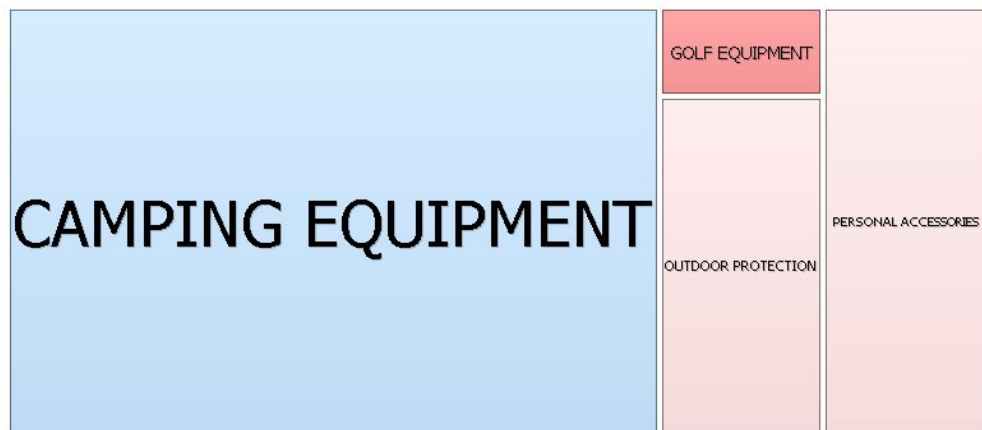 CAMPING EQUIPMENT
GOLF EQUIPMENT
OUTDOOR PROTECTION
PERSONAL ACCESSORIES